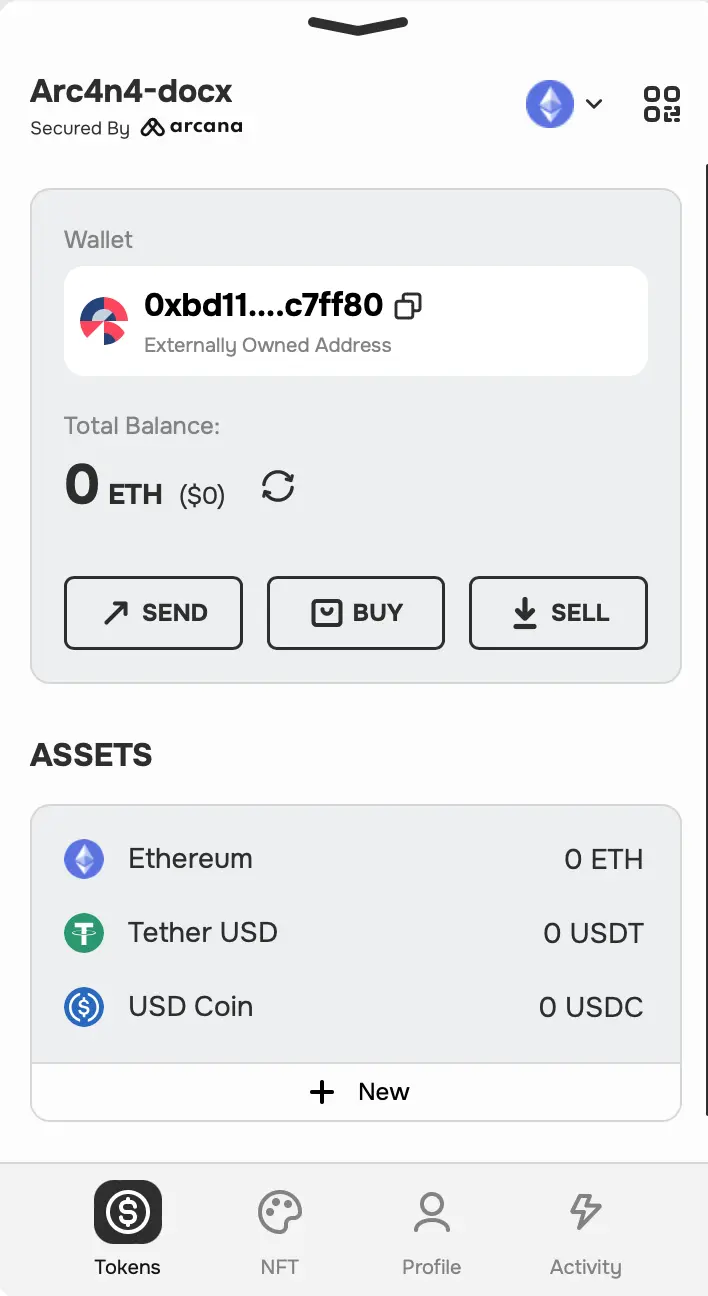 Arc4n4-docx
Secured By arcana
Wallet
0xbd11....c7ff80
Externally Owned Address
Total Balance:
0 ETH ($0)
SEND BUY SELL
ASSETS
Ethereum 0 ETH
Tether USD 0 USDT
USD Coin 0 USDC
+ New
Tokens NFT Profile Activity